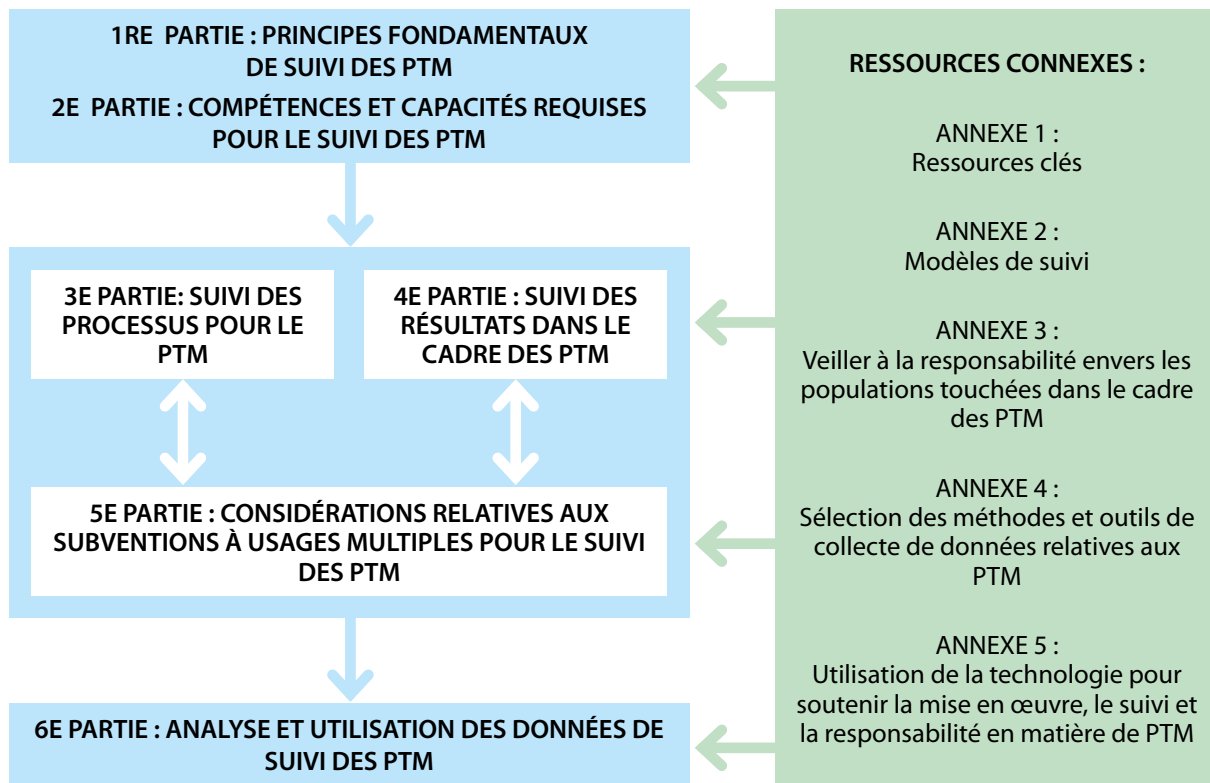 1RE PARTIE : PRINCIPES FONDAMENTAUX
DE SUIVI DES PTM
2E PARTIE : COMPÉTENCES ET CAPACITÉS REQUISES
POUR LE SUIVI DES PTM
3E PARTIE: SUIVI DES
PROCESSUS POUR LE
PTM
4E PARTIE : SUIVI DES
RÉSULTATS DANS LE
CADRE DES PTM
5E PARTIE : CONSIDÉRATIONS RELATIVES AUX
SUBVENTIONS À USAGES MULTIPLES POUR LE SUIVI
DES PTM
6E PARTIE : ANALYSE ET UTILISATION DES DONNÉES DE
SUIVI DES PTM
RESSOURCES CONNEXES :
ANNEXE 1 :
Ressources clés
ANNEXE 2 :
Modèles de suivi
ANNEXE 3 :
Veiller à la responsabilité envers les
populations touchées dans le cadre
des PTM
ANNEXE 4 :
Sélection des méthodes et outils de
collecte de données relatives aux
PTM
ANNEXE 5 :
Utilisation de la technologie pour
soutenir la mise en œuvre, le suivi et
la responsabilité en matière de PTM